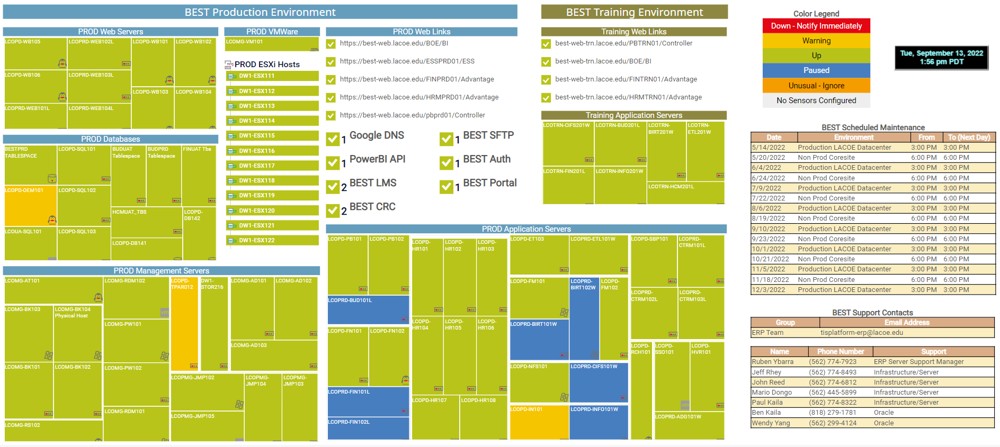 BEST Production Environment
PROD Web Servers
LCOPD-WB105
LCOPRD-WEB102L
LCOPD-WB101
LCOPD-WB102
LCOPD-WB106
LCOPRD-WEB103L
LCOPD-WB103
LCOPD-WB104
LCOPRD-WEB101L
LCOPRD-WEB104L
PROD Databases
BESTPRD
TABLESPACE
LCOPD-SQL101
BUDUAT
Tablespace
BUDPRD
Tablespace
FINUAT Tbs
LCOPD-OEM101
LCOPD-SQL102
HCMUAT_TBS
LCOPD-
DB142
LCOUA-SQL101
LCOPD-SQL103
LCOPD-DB141
PROD VMWare
LCOMG-VM101
PROD ESXi Hosts
DW1-ESX111
DW1-ESX112
DW1-ESX113
DW1-ESX114
DW1-ESX115
DW1-ESX116
DW1-ESX117
DW1-ESX118
DW1-ESX119
DW1-ESX120
DW1-ESX121
DW1-ESX122
PROD Web Links
https://best-web.lacoe.edu/BOE/BI
https://best-web.lacoe.edu/ESSPRD01/ESS
https://best-web.lacoe.edu/FINPRD01/Advantage
https://best-web.lacoe.edu/HRMPRD01/Advantage
https://best-web.lacoe.edu/pbprd01/Controller
1 Google DNS
1 BEST SFTP
1 PowerBI API
1 BEST Auth
2 BEST LMS
1 BEST Portal
2 BEST CRC
PROD Management Servers
LCOMG-AT101
LCOMG-RDM102
LCOPD-
TPAR012
DW1-
STOR216
LCOMG-AD101
LCOMG-AD102
LCOMG-BK103
LCOMG-BK104
Physical Host
LCOMG-PW101
LCOMG-AD103
LCOMG-BK101
LCOMG-BK102
LCOMG-PW102
LCOPMG-JMP102
LCOPMG-
JMP104
LCOPMG-
JMP103
LCOMG-RDM101
LCOPMG-JMP105
LCOMG-RS102
PROD Application Servers
LCOPD-PB101
LCOPD-PB102
LCOPD-
HR101
LCOPD-
HR102
LCOPD-
HR103
LCOPD-ET103
LCOPRD-ETL101W
LCOPD-SBP101
LCOPRD-
CTRM101L
LCOPRD-BUD101L
LCOPD-FM101
LCOPRD-
BIRT102W
LCOPD-
FM102
LCOPRD-
CTRM102L
LCOPRD-
CTRM103L
LCOPD-FN101
LCOPD-FN102
LCOPD-
HR104
LCOPD-
HR105
LCOPD-
HR106
LCOPRD-BIRT101W
LCOPD-
RCH101
LCOPD-
SSO101
LCOPD-
HVR101
LCOPD-NFS101
LCOPRD-CIFS101W
LCOPRD-FIN101L
LCOPD-HR107
LCOPD-HR108
LCOPD-IN101
LCOPRD-INFO101W
LCOPRD-ADG101W
LCOPRD-FIN102L
BEST Training Environment
Training Web Links
best-web-trn.lacoe.edu/PBTRN01/Controller
best-web-trn.lacoe.edu/BOE/BI
best-web-trn.lacoe.edu/FINTRN01/Advantage
best-web-trn.lacoe.edu/HRMTRN01/Advantage
Training Application Servers
LCOTRN-CIFS201W
LCOTRN-BUD201L
LCOTRN-
BIRT201W
LCOTRN-
ETL201W
LCOTRN-FIN201L
LCOTRN-INFO201W
LCOTRN-HCM201L
Color Legend
Down - Notify Immediately
Warning
Up
Paused
Unusual - Ignore
No Sensors Configured
Tue, September 13, 2022
1:56 pm PDT
BEST Scheduled Maintenance
Date Environment From To (Next Day)
5/14/2022 Production LACOE Datacenter 3:00 PM 3:00 PM
5/20/2022 Non Prod Coresite 6:00 PM 6:00 PM
6/4/2022 Production LACOE Datacenter 3:00 PM 3:00 PM
6/24/2022 Non Prod Coresite 6:00 PM 6:00 PM
7/9/2022 Production LACOE Datacenter 3:00 PM 3:00 PM
7/22/2022 Non Prod Coresite 6:00 PM 6:00 PM
8/6/2022 Production LACOE Datacenter 3:00 PM 3:00 PM
8/19/2022 Non Prod Coresite 6:00 PM 6:00 PM
9/10/2022 Production LACOE Datacenter 3:00 PM 3:00 PM
9/23/2022 Non Prod Coresite 6:00 PM 6:00 PM
10/1/2022 Production LACOE Datacenter 3:00 PM 3:00 PM
10/21/2022 Non Prod Coresite 6:00 PM 6:00 PM
11/5/2022 Production LACOE Datacenter 3:00 PM 3:00 PM
11/18/2022 Non Prod Coresite 6:00 PM 6:00 PM
12/3/2022 Production LACOE Datacenter 3:00 PM 3:00 PM
BEST Support Contacts
Group Email Address
ERP Team tisplatform-erp@lacoe.edu
Name Phone Number Support
Ruben Ybarra (562) 774-7923 ERP Server Support Manager
Jeff Rhey (562) 774-8493 Infrastructure/Server
John Reed (562) 774-6812 Infrastructure/Server
Mario Dongo (562) 445-5899 Infrastructure/Server
Paul Kaila (562) 774-8322 Infrastructure/Server
Ben Kaila (818) 279-1781 Oracle
Wendy Yang (562) 299-4124 Oracle